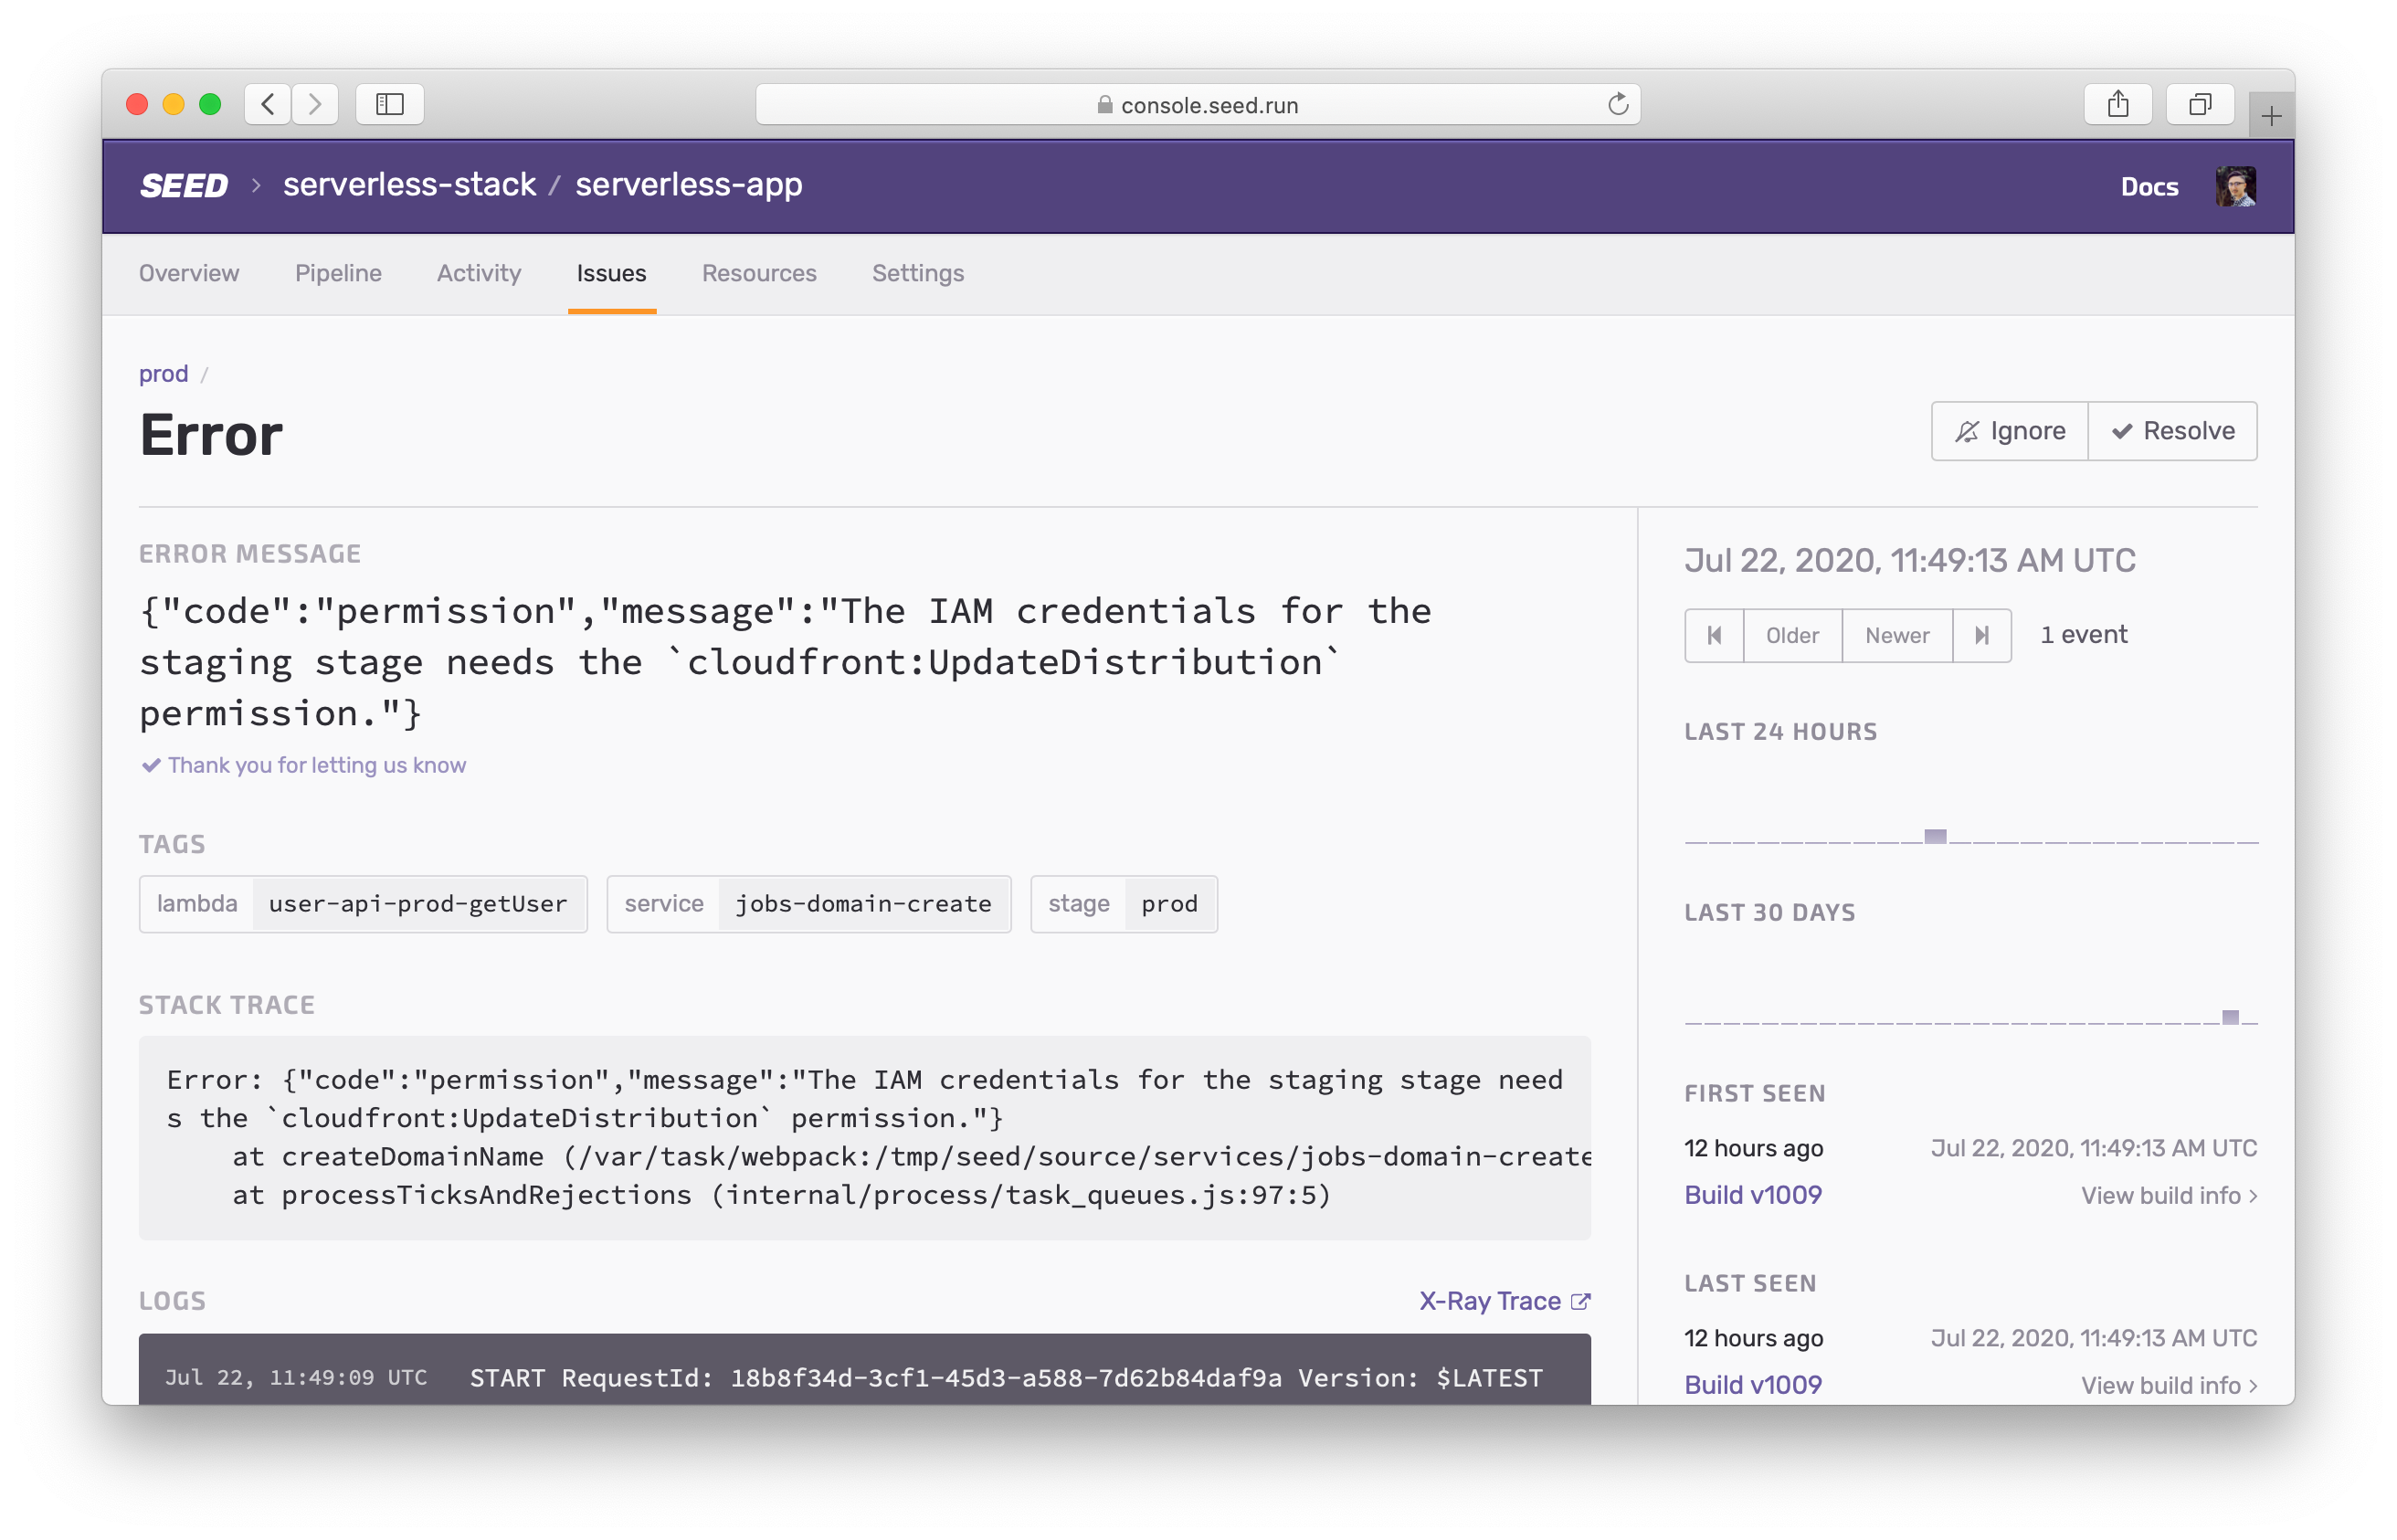 console.seed.run
SEED > serverless-stack / serverless-app
Docs
Overview Pipeline Activity Issues Resources Settings
prod /
Error
Ignore Resolve
ERROR MESSAGE
{"code":"permission","message":"The IAM credentials for the
staging stage needs the `cloudfront:UpdateDistribution`
permission."}
Thank you for letting us know
TAGS
lambda user-api-prod-getUser service jobs-domain-create stage prod
STACK TRACE
Error: {"code":"permission","message":"The IAM credentials for the staging stage need
s the `cloudfront:UpdateDistribution` permission."}
at createDomainName (/var/task/webpack:/tmp/seed/source/services/jobs-domain-create
at processTicksAndRejections (internal/process/task_queues.js:97:5)
LOGS
X-Ray Trace
Jul 22, 11:49:09 UTC START RequestId: 18b8f34d-3cf1-45d3-a588-7d62b84daf9a Version: $LATEST
Jul 22, 2020, 11:49:13 AM UTC
Older Newer 1 event
LAST 24 HOURS
LAST 30 DAYS
FIRST SEEN
12 hours ago Jul 22, 2020, 11:49:13 AM UTC
Build v1009 View build info >
LAST SEEN
12 hours ago Jul 22, 2020, 11:49:13 AM UTC
Build v1009 View build info >